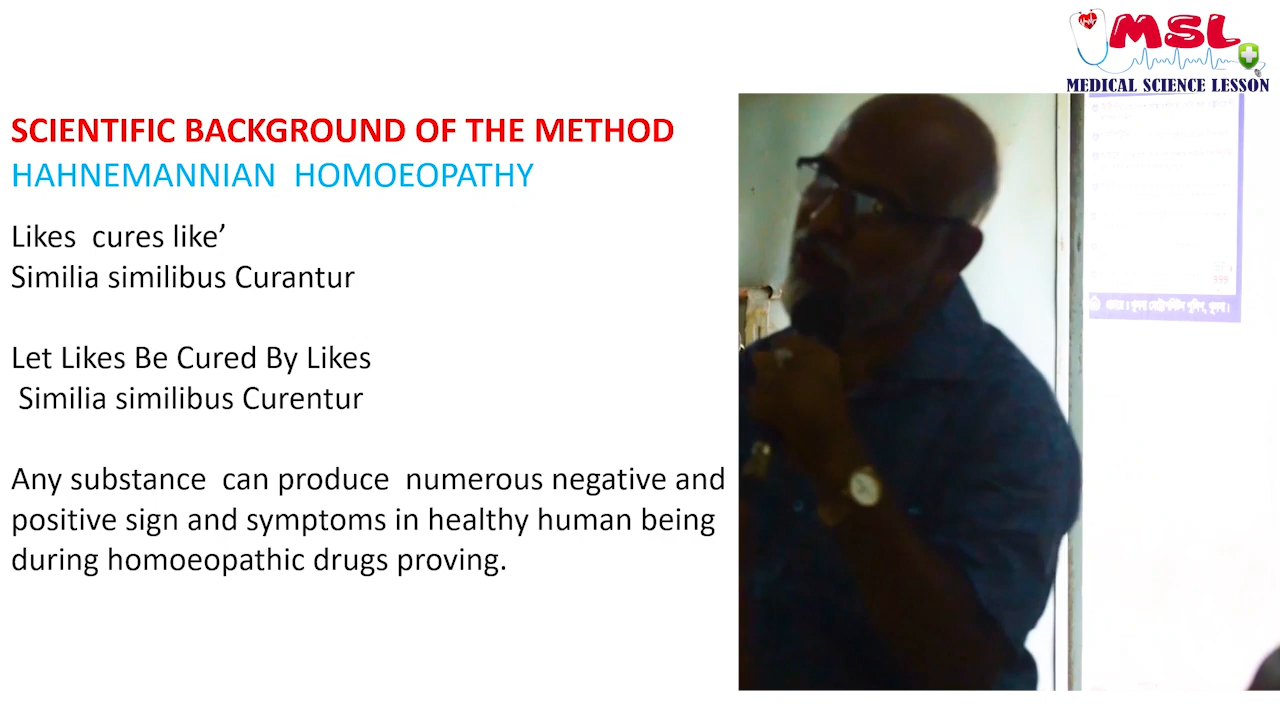 MSL
MEDICAL SCIENCE LESSON
SCIENTIFIC BACKGROUND OF THE METHOD
HAHNEMANNIAN HOMOEOPATHY
Likes cures like’
Similia similibus Curantur
Let Likes Be Cured By Likes
Similia similibus Curentur
Any substance can produce numerous negative and
positive sign and symptoms in healthy human being
during homoeopathic drugs proving.